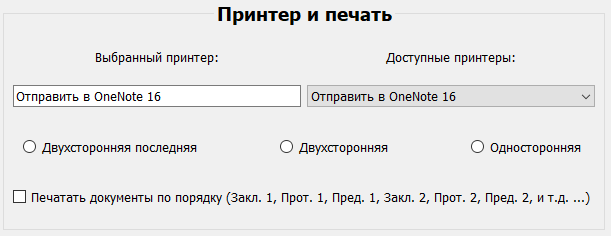 Принтер и печать
Выбранный принтер: Доступные принтеры:
Отправить в OneNote 16 Отправить в OneNote 16
Двухсторонняя последняя Двухсторонняя Односторонняя
Печатать документы по порядку (Закл. 1, Прот. 1, Пред. 1, Закл. 2, Прот. 2, Пред. 2, и т.д. ...)